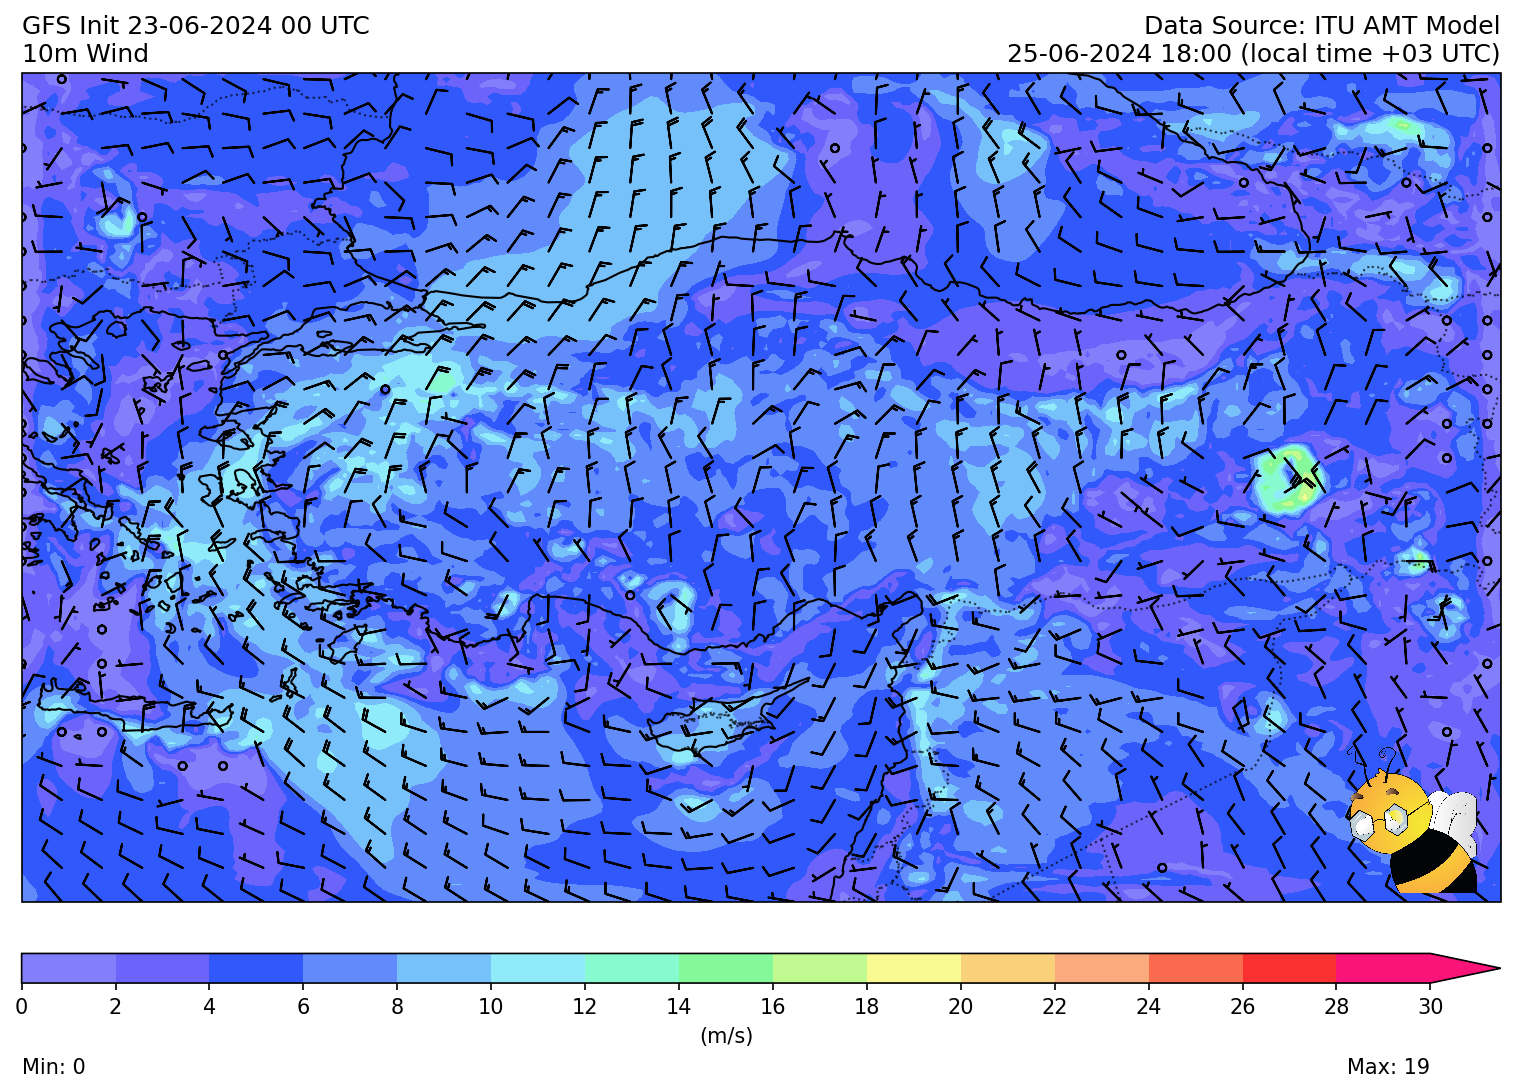 GFS Init 23-06-2024 00 UTC
Data Source: ITU AMT Model
10m Wind
25-06-2024 18:00 (local time +03 UTC)
0 2 4 6 8 10 12 14 16 18 20 22 24 26 28 30
(m/s)
Min: 0
Max: 19